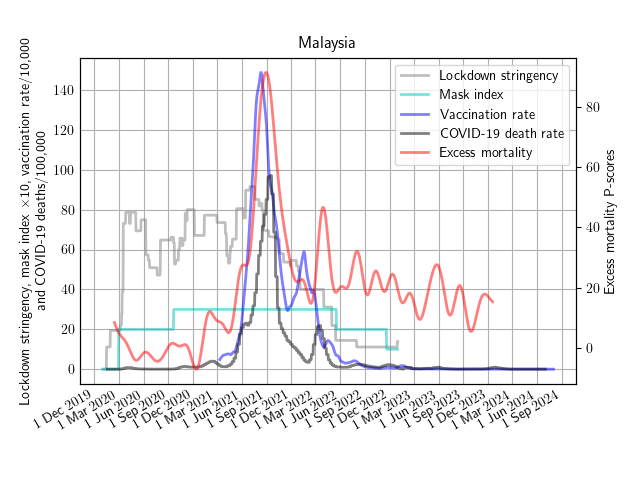 Malaysia
Lockdown stringency, mask index ×10, vaccination rate/10,000
and COVID-19 deaths/100,000
140
120
100
80
60
40
20
0
Lockdown stringency
Mask index
Vaccination rate
COVID-19 death rate
Excess mortality
80
60
40
20
0
Excess mortality P-scores
1 Dec 2019
1 Mar 2020
1 Jun 2020
1 Sep 2020
1 Dec 2020
1 Mar 2021
1 Jun 2021
1 Sep 2021
1 Dec 2021
1 Mar 2022
1 Jun 2022
1 Sep 2022
1 Dec 2022
1 Mar 2023
1 Jun 2023
1 Sep 2023
1 Dec 2023
1 Mar 2024
1 Jun 2024
1 Sep 2024